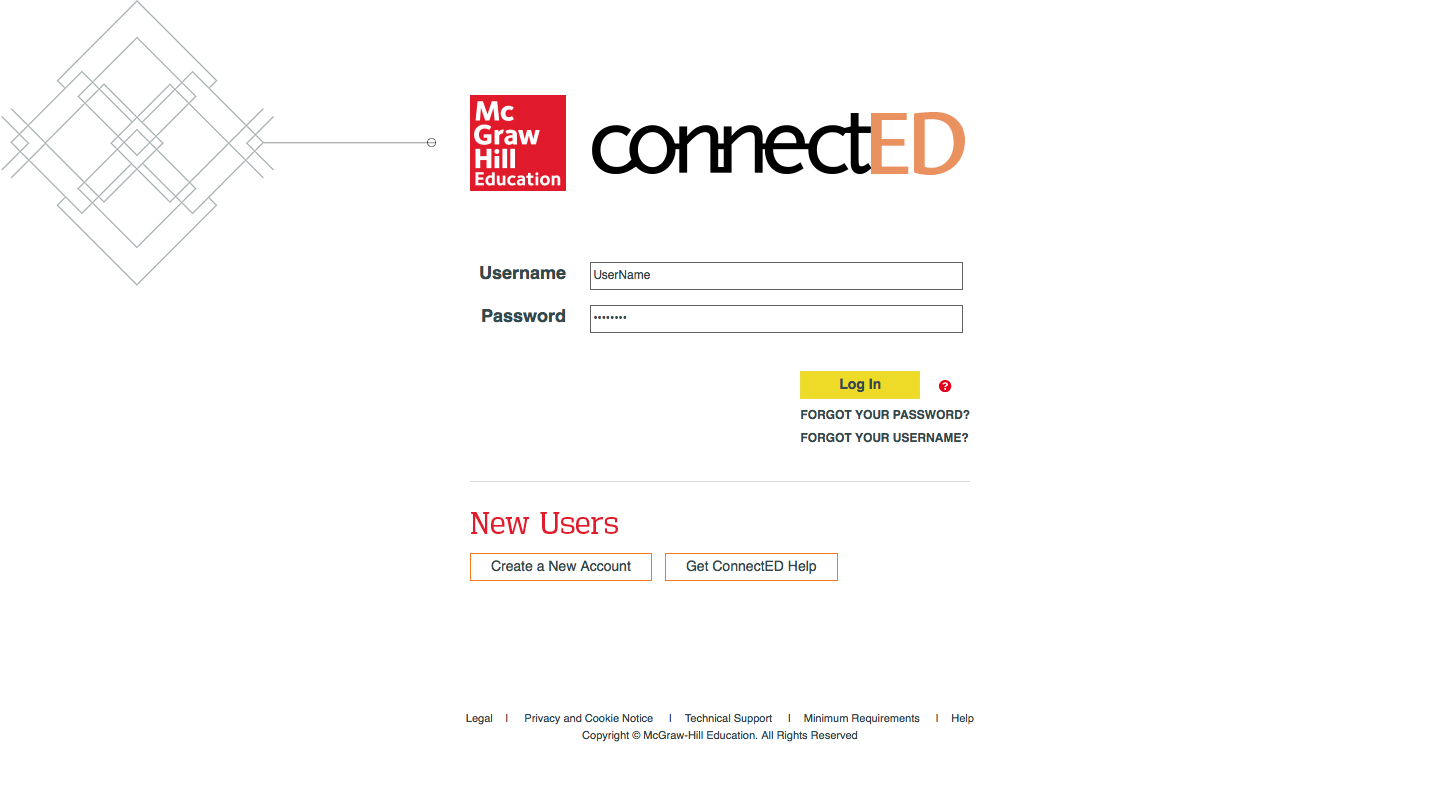 Mc
Graw
Hill
Education
connectED
Username
UserName
Password
••••••••
Log In
?
FORGOT YOUR PASSWORD?
FORGOT YOUR USERNAME?
New Users
Create a New Account
Get ConnectED Help
Legal | Privacy and Cookie Notice | Technical Support | Minimum Requirements | Help
Copyright © McGraw-Hill Education. All Rights Reserved